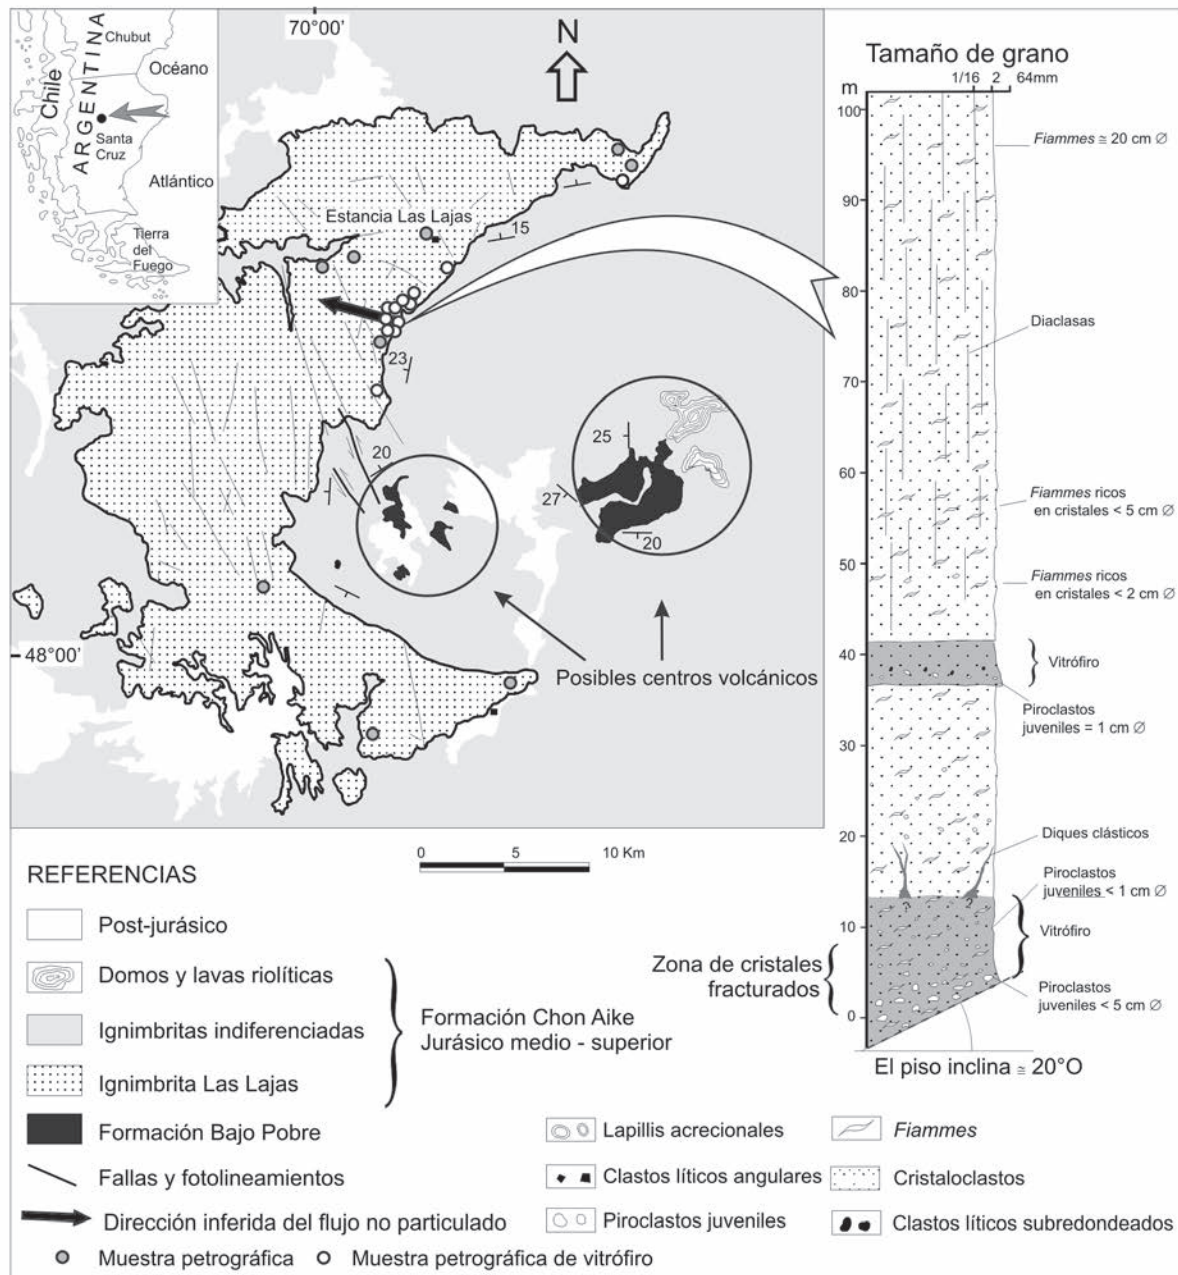 70°00'
N
Chubut
Océano
Chile
ARGENTINA
Santa
Cruz
Atlántico
Tierra
del
Fuego
Estancia Las Lajas
15
23
20
25
27
20
48°00'
Posibles centros volcánicos
0 5 10 Km
Tamaño de grano
1/16 2 64mm
m
100
90
80
70
60
50
40
30
20
10
0
Fiammes ≅ 20 cm Ø
Diaclasas
Fiammes ricos
en cristales < 5 cm Ø
Fiammes ricos
en cristales < 2 cm Ø
Vitrófiro
Piroclastos
juveniles = 1 cm Ø
Diques clásticos
Piroclastos
juveniles < 1 cm Ø
? ?
Vitrófiro
Zona de cristales
fracturados
Piroclastos
juveniles < 5 cm Ø
El piso inclina ≅ 20°O
REFERENCIAS
Post-jurásico
Domos y lavas riolíticas
Ignimbritas indiferenciadas
Ignimbrita Las Lajas
Formación Chon Aike
Jurásico medio - superior
Formación Bajo Pobre
Fallas y fotolineamientos
Dirección inferida del flujo no particulado
Muestra petrográfica
Muestra petrográfica de vitrófiro
Lapillis acrecionales
Clastos líticos angulares
Piroclastos juveniles
Fiammes
Cristaloclastos
Clastos líticos subredondeados